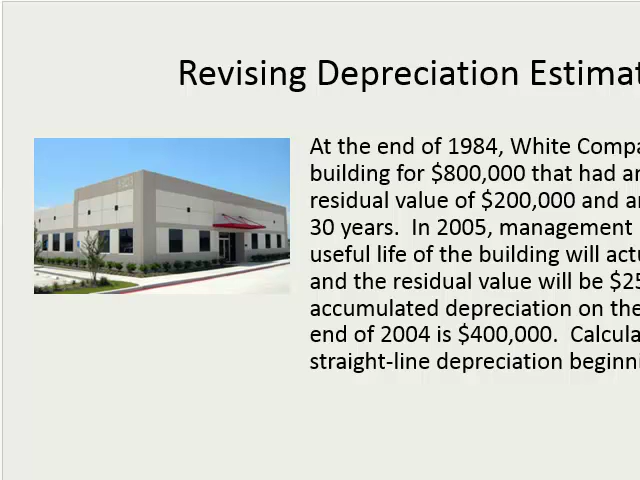 Revising Depreciation Estimat
At the end of 1984, White Compa
building for $800,000 that had an
residual value of $200,000 and an
30 years.  In 2005, management
useful life of the building will actu
and the residual value will be $25
accumulated depreciation on the
end of 2004 is $400,000.  Calcula
straight-line depreciation beginni